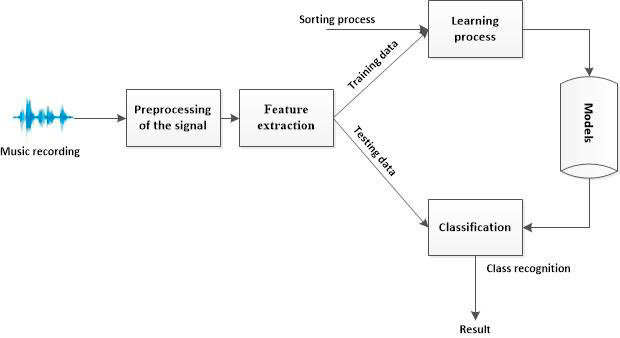 Sorting process
Learning
process
Training data
Preprocessing
of the signal
Feature
extraction
Models
Music recording
Testing data
Classification
Class recognition
Result